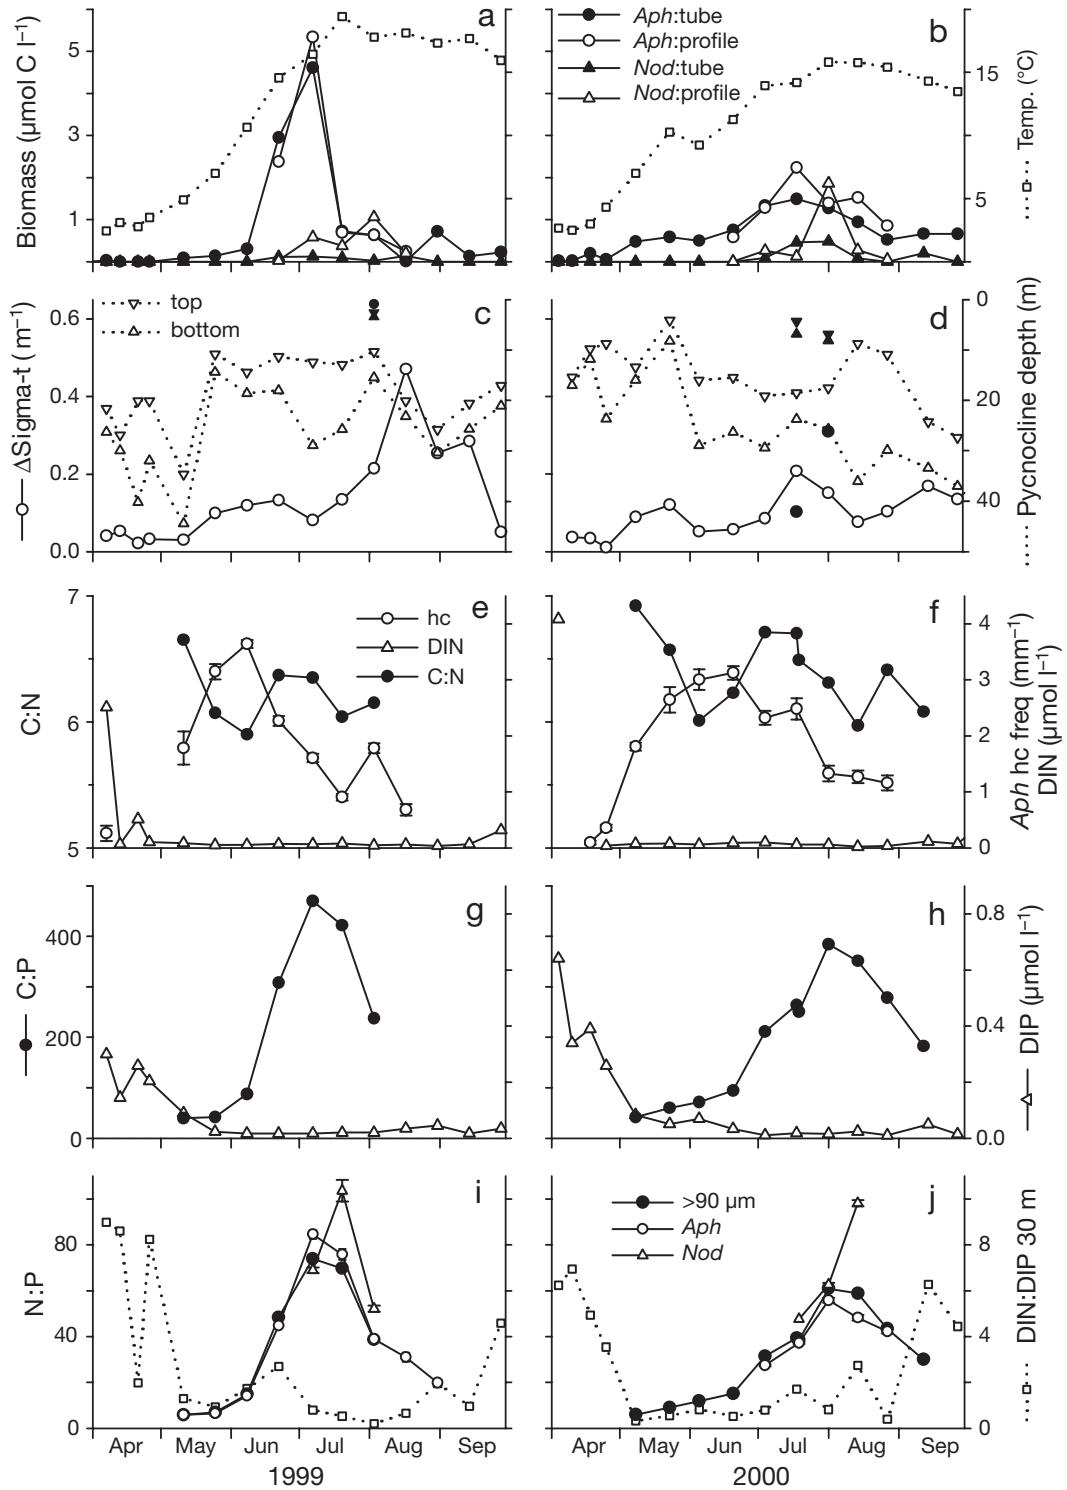 a
5
3
1
Biomass (µmol C l⁻¹)
b
Aph:tube
Aph:profile
Nod:tube
Nod:profile
15
5
Temp. (°C)
top
bottom
c
0.6
0.4
0.2
0.0
ΔSigma-t ( m⁻¹)
d
0
20
40
Pycnocline depth (m)
7
6
5
C:N
e
hc
DIN
C:N
f
4
3
2
1
0
Aph hc freq (mm⁻¹)
DIN (µmol l⁻¹)
g
400
200
0
C:P
h
0.8
0.4
0.0
DIP (µmol l⁻¹)
i
80
40
0
N:P
j
>90 µm
Aph
Nod
8
4
0
DIN:DIP 30 m
Apr May Jun Jul Aug Sep
1999
Apr May Jun Jul Aug Sep
2000